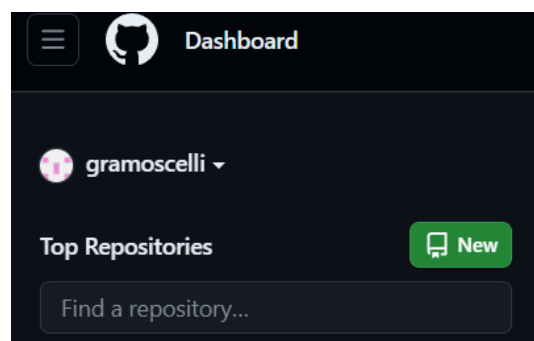 Dashboard
gramoscelli
Top Repositories
New
Find a repository...